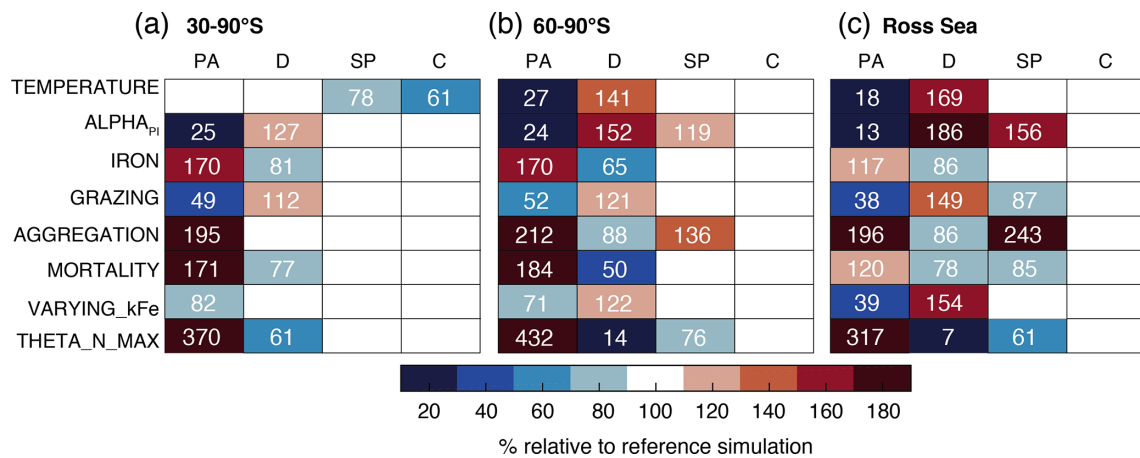 (a) 30-90°S (b) 60-90°S (c) Ross Sea
PA D SP C PA D SP C PA D SP C
TEMPERATURE 78 61 27 141 18 169
ALPHA_PI 25 127 24 152 119 13 186 156
IRON 170 81 170 65 117 86
GRAZING 49 112 52 121 38 149 87
AGGREGATION 195 212 88 136 196 86 243
MORTALITY 171 77 184 50 120 78 85
VARYING_kFe 82 71 122 39 154
THETA_N_MAX 370 61 432 14 76 317 7 61
20 40 60 80 100 120 140 160 180
% relative to reference simulation